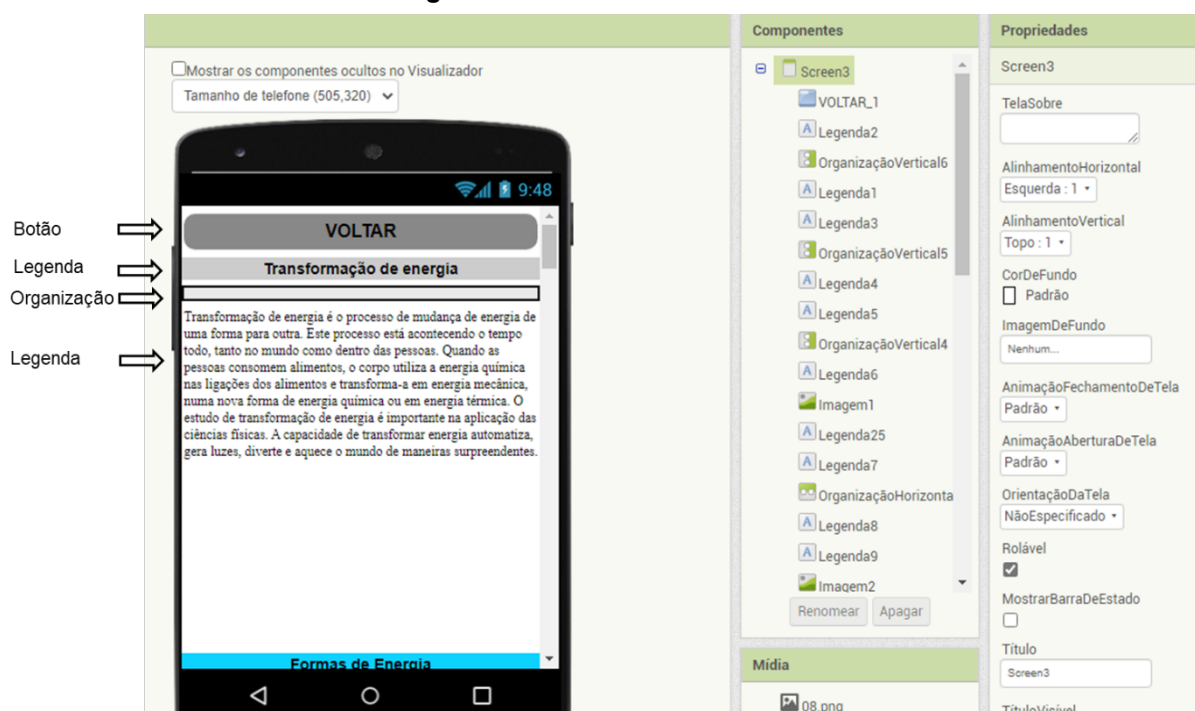 Botão
Legenda
Organização
Legenda
Mostrar os componentes ocultos no Visualizador
Tamanho de telefone (505,320)
9:48
VOLTAR
Transformação de energia
Transformação de energia é o processo de mudança de energia de
uma forma para outra. Este processo está acontecendo o tempo
todo, tanto no mundo como dentro das pessoas. Quando as
pessoas consomem alimentos, o corpo utiliza a energia química
nas ligações dos alimentos e transforma-a em energia mecânica,
numa nova forma de energia química ou em energia térmica. O
estudo de transformação de energia é importante na aplicação das
ciências físicas. A capacidade de transformar energia automatiza,
gera luzes, diverte e aquece o mundo de maneiras surpreendentes.
Formas de Energia
Componentes
Screen3
VOLTAR_1
Legenda2
OrganizaçãoVertical6
Legenda1
Legenda3
OrganizaçãoVertical5
Legenda4
Legenda5
OrganizaçãoVertical4
Legenda6
Imagem1
Legenda25
Legenda7
OrganizaçãoHorizonta
Legenda8
Legenda9
Imagem2
Renomear Apagar
Mídia
08.png
Propriedades
Screen3
TelaSobre
AlinhamentoHorizontal
Esquerda : 1
AlinhamentoVertical
Topo : 1
CorDeFundo
Padrão
ImagemDeFundo
Nenhum...
AnimaçãoFechamentoDeTela
Padrão
AnimaçãoAberturaDeTela
Padrão
OrientaçãoDaTela
NãoEspecificado
Rolável
MostrarBarraDeEstado
Título
Screen3
TítuloVisível